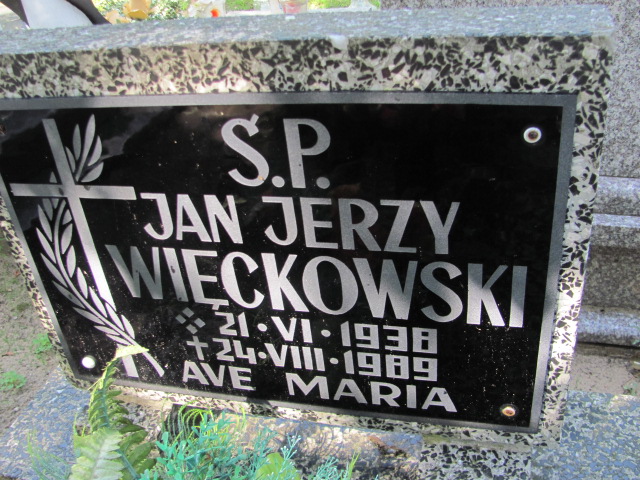 Ś.P.
JAN JERZY
WIĘCKOWSKI
* 21·VI·1938
+ 24·VIII·1989
AVE MARIA